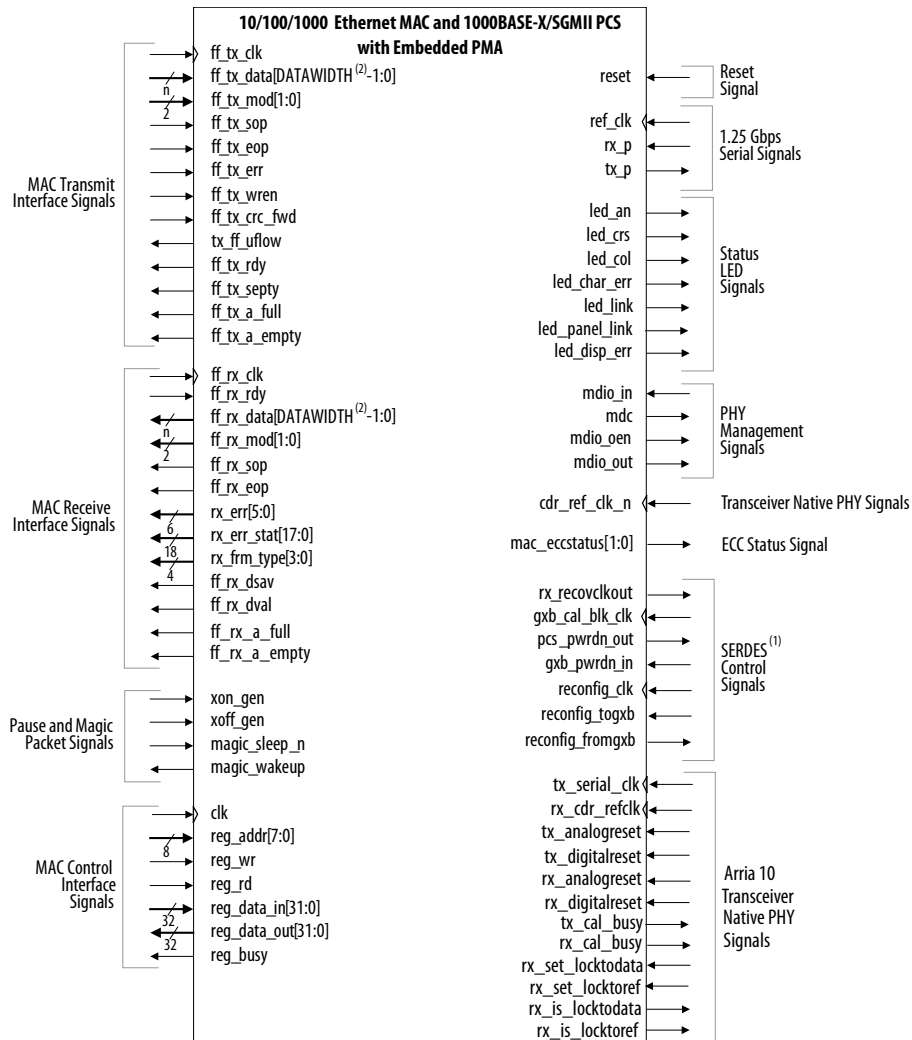 10/100/1000 Ethernet MAC and 1000BASE-X/SGMII PCS
with Embedded PMA
MAC Transmit
Interface Signals
ff_tx_clk
ff_tx_data[DATAWIDTH(2)-1:0]
n
ff_tx_mod[1:0]
2
ff_tx_sop
ff_tx_eop
ff_tx_err
ff_tx_wren
ff_tx_crc_fwd
tx_ff_uflow
ff_tx_rdy
ff_tx_septy
ff_tx_a_full
ff_tx_a_empty
MAC Receive
Interface Signals
ff_rx_clk
ff_rx_rdy
ff_rx_data[DATAWIDTH(2)-1:0]
n
ff_rx_mod[1:0]
2
ff_rx_sop
ff_rx_eop
rx_err[5:0]
6
rx_err_stat[17:0]
18
rx_frm_type[3:0]
4
ff_rx_dsav
ff_rx_dval
ff_rx_a_full
ff_rx_a_empty
Pause and Magic
Packet Signals
xon_gen
xoff_gen
magic_sleep_n
magic_wakeup
MAC Control
Interface
Signals
clk
reg_addr[7:0]
8
reg_wr
reg_rd
reg_data_in[31:0]
32
reg_data_out[31:0]
32
reg_busy
reset
Reset
Signal
ref_clk
rx_p
tx_p
1.25 Gbps
Serial Signals
led_an
led_crs
led_col
led_char_err
led_link
led_panel_link
led_disp_err
Status
LED
Signals
mdio_in
mdc
mdio_oen
mdio_out
PHY
Management
Signals
cdr_ref_clk_n
Transceiver Native PHY Signals
mac_eccstatus[1:0]
ECC Status Signal
rx_recovclkout
gxb_cal_blk_clk
pcs_pwrdn_out
gxb_pwrdn_in
reconfig_clk
reconfig_togxb
reconfig_fromgxb
SERDES(1)
Control
Signals
tx_serial_clk
rx_cdr_refclk
tx_analogreset
tx_digitalreset
rx_analogreset
rx_digitalreset
tx_cal_busy
rx_cal_busy
rx_set_locktodata
rx_set_locktoref
rx_is_locktodata
rx_is_locktoref
Arria 10
Transceiver
Native PHY
Signals